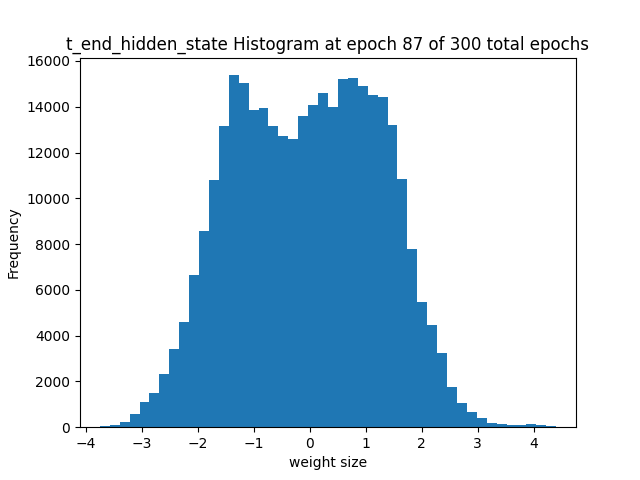 t_end_hidden_state Histogram at epoch 87 of 300 total epochs
16000
14000
12000
10000
8000
6000
4000
2000
0
Frequency
−4 −3 −2 −1 0 1 2 3 4
weight size